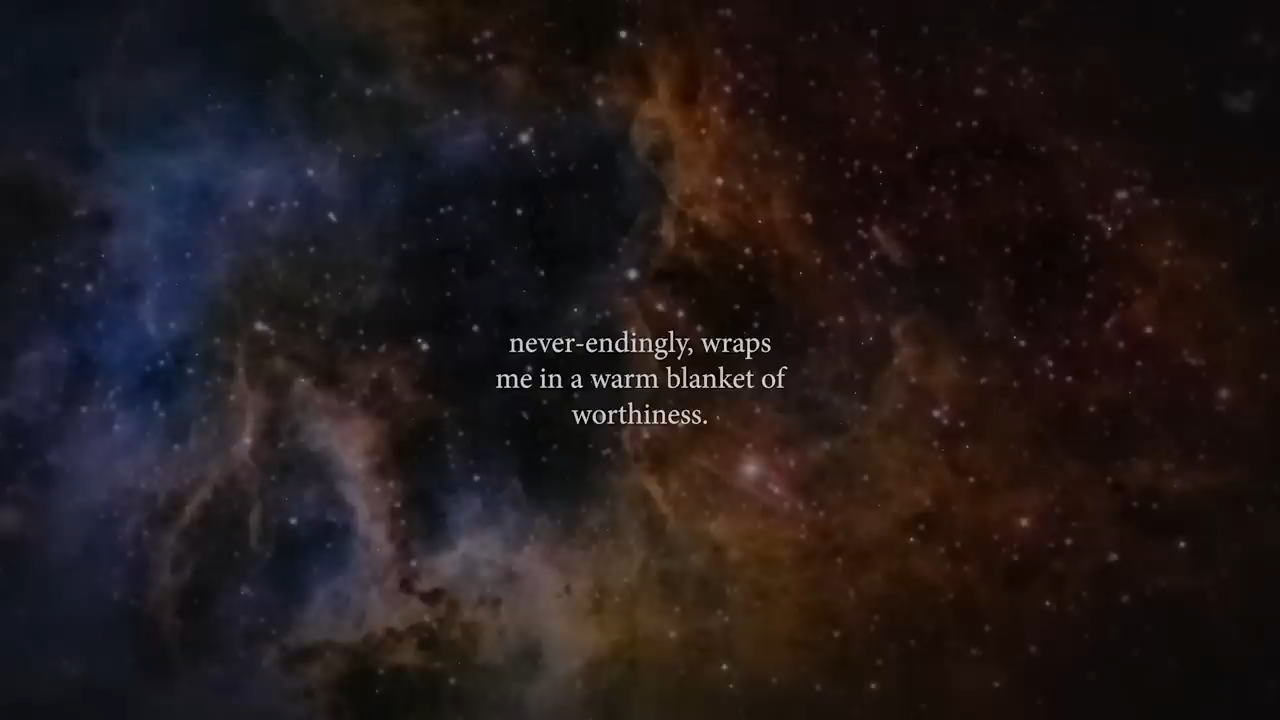 never-endingly, wraps
me in a warm blanket of
worthiness.